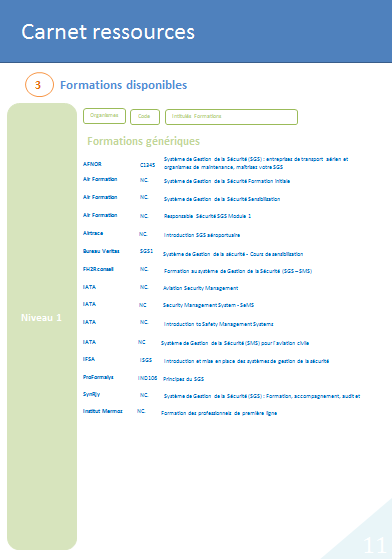 Carnet ressources
3 Formations disponibles
Organismes Code Intitulés Formations
Formations génériques
AFNOR C1345 Système de Gestion de la Sécurité (SGS) : entreprises de transport aérien et
organismes de maintenance, maîtrisez votre SGS
Air Formation NC. Système de Gestion de la Sécurité Formation Initiale
Air Formation NC. Système de Gestion de la Sécurité Sensibilisation
Air Formation NC. Responsable Sécurité SGS Module 1
Airtrace NC. Introduction SGS aéroportuaire
Bureau Veritas SGS1 Système de Gestion de la sécurité - Cours de sensibilisation
FH2R conseil NC. Formation au système de Gestion de la Sécurité (SGS – SMS)
IATA NC. Aviation Security Management
IATA NC Security Management System - SeMS
Niveau 1
IATA NC. Introduction to Safety Management Systems
IATA NC Système de Gestion de la Sécurité (SMS) pour l'aviation civile
IFSA ISGS Introduction et mise en place des systèmes de gestion de la sécurité
ProFormalys IND106 Principes du SGS
SynRjy NC. Système de Gestion de la Sécurité (SGS) : Formation, accompagnement, audit et
Institut Mermoz NC. Formation des professionnels de première ligne
11